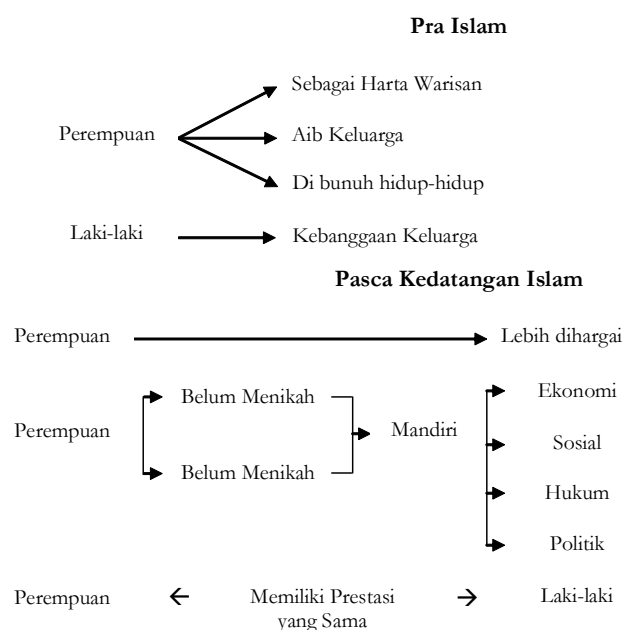 Pra Islam
Sebagai Harta Warisan
Perempuan
Aib Keluarga
Di bunuh hidup-hidup
Laki-laki
Kebanggaan Keluarga
Pasca Kedatangan Islam
Perempuan
Lebih dihargai
Perempuan
Belum Menikah
Belum Menikah
Mandiri
Ekonomi
Sosial
Hukum
Politik
Perempuan
Memiliki Prestasi
yang Sama
Laki-laki